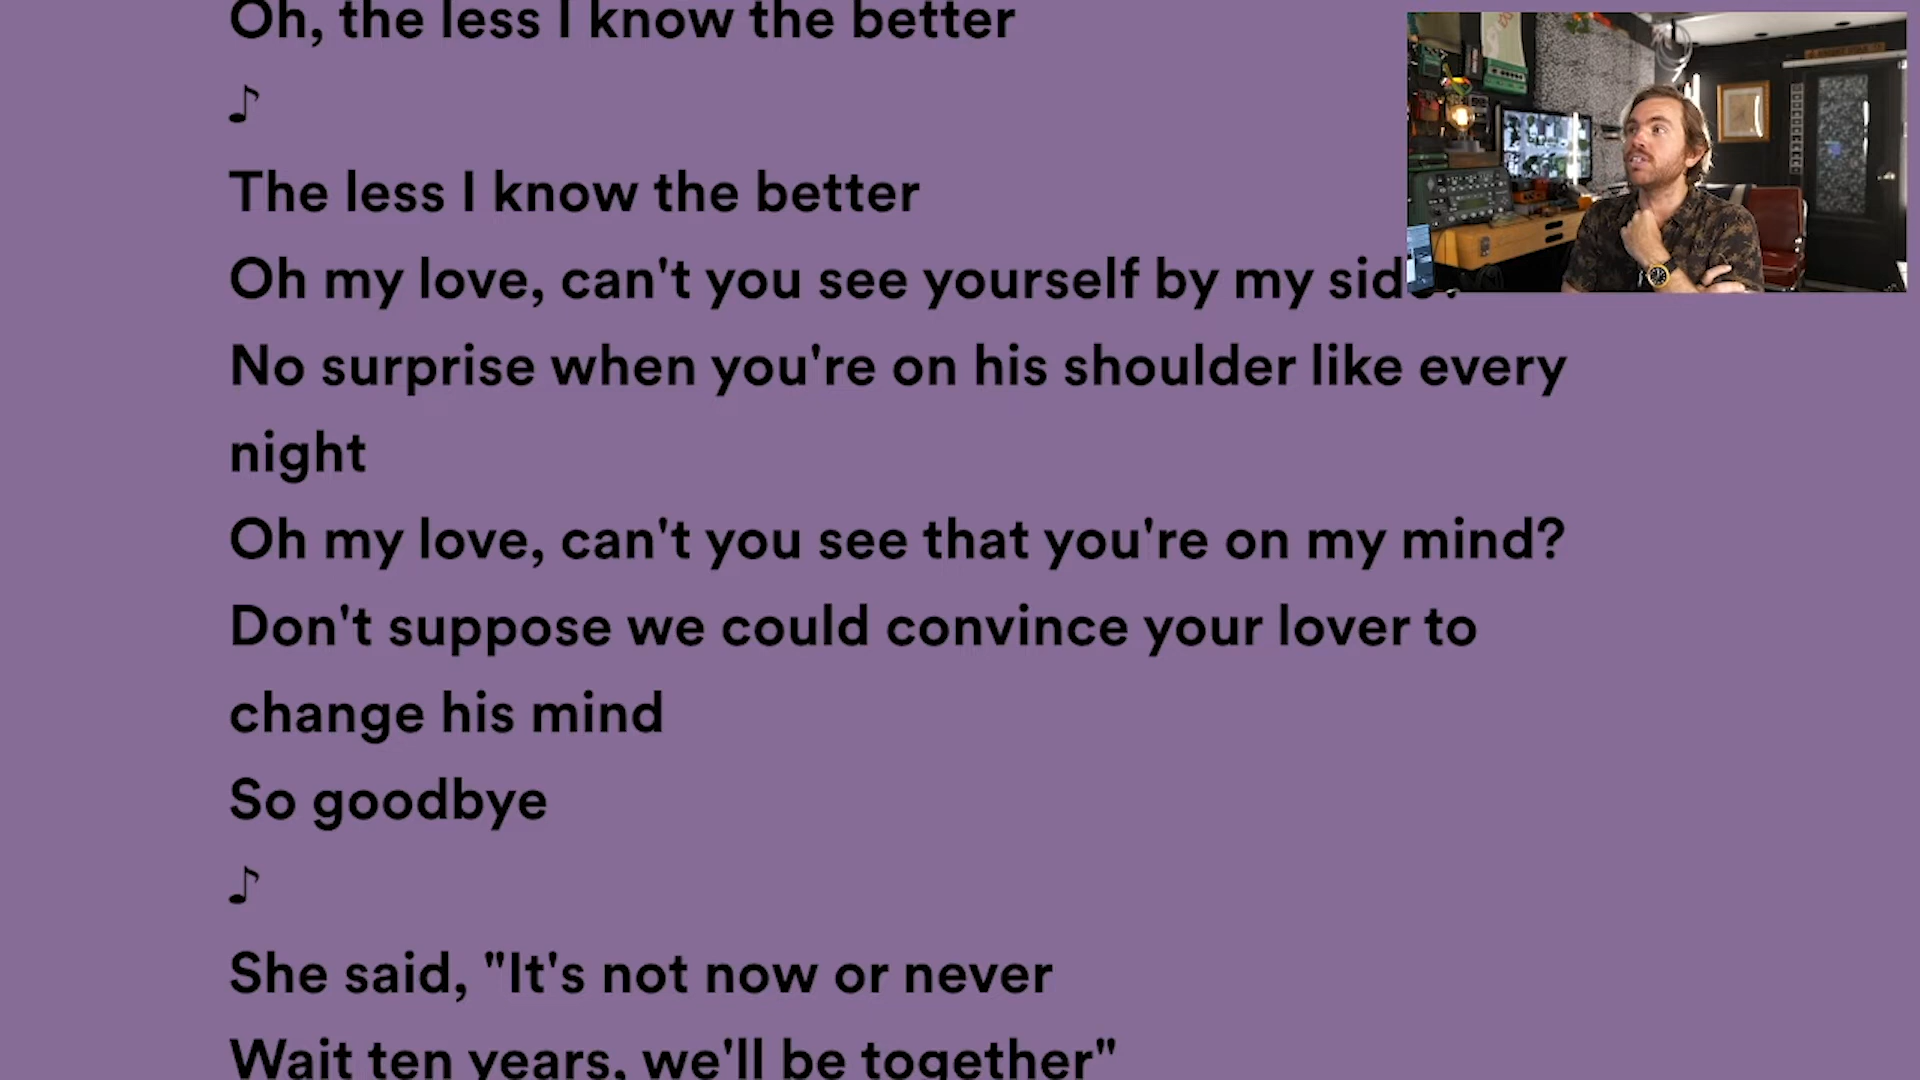 Oh, the less I know the better
♪
The less I know the better
Oh my love, can't you see yourself by my side?
No surprise when you're on his shoulder like every
night
Oh my love, can't you see that you're on my mind?
Don't suppose we could convince your lover to
change his mind
So goodbye
♪
She said, "It's not now or never
Wait ten years, we'll be together"